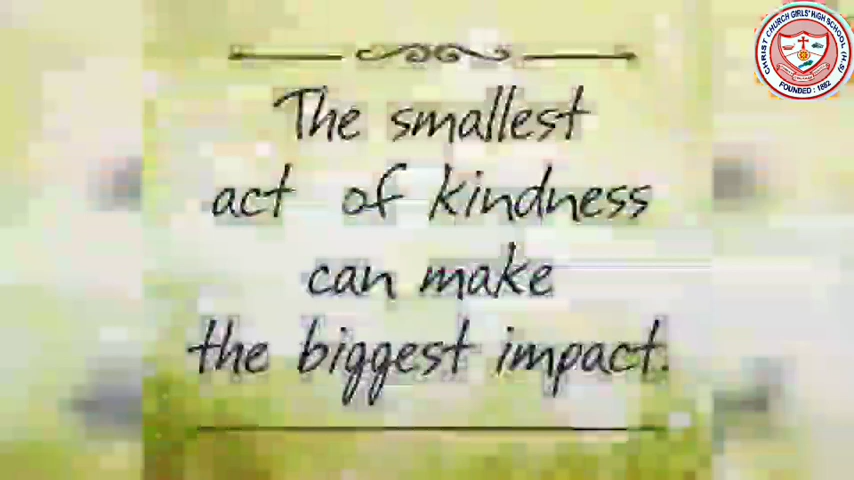 The smallest
act of kindness
can make
the biggest impact.
CHRIST CHURCH GIRLS' HIGH SCHOOL (H.S)
FOUNDED : 1882